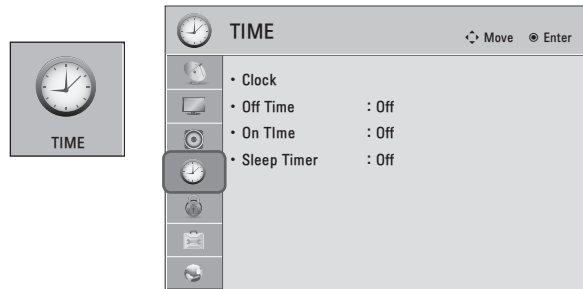 TIME
TIME
Move Enter
• Clock
• Off Time : Off
• On TIme : Off
• Sleep Timer : Off